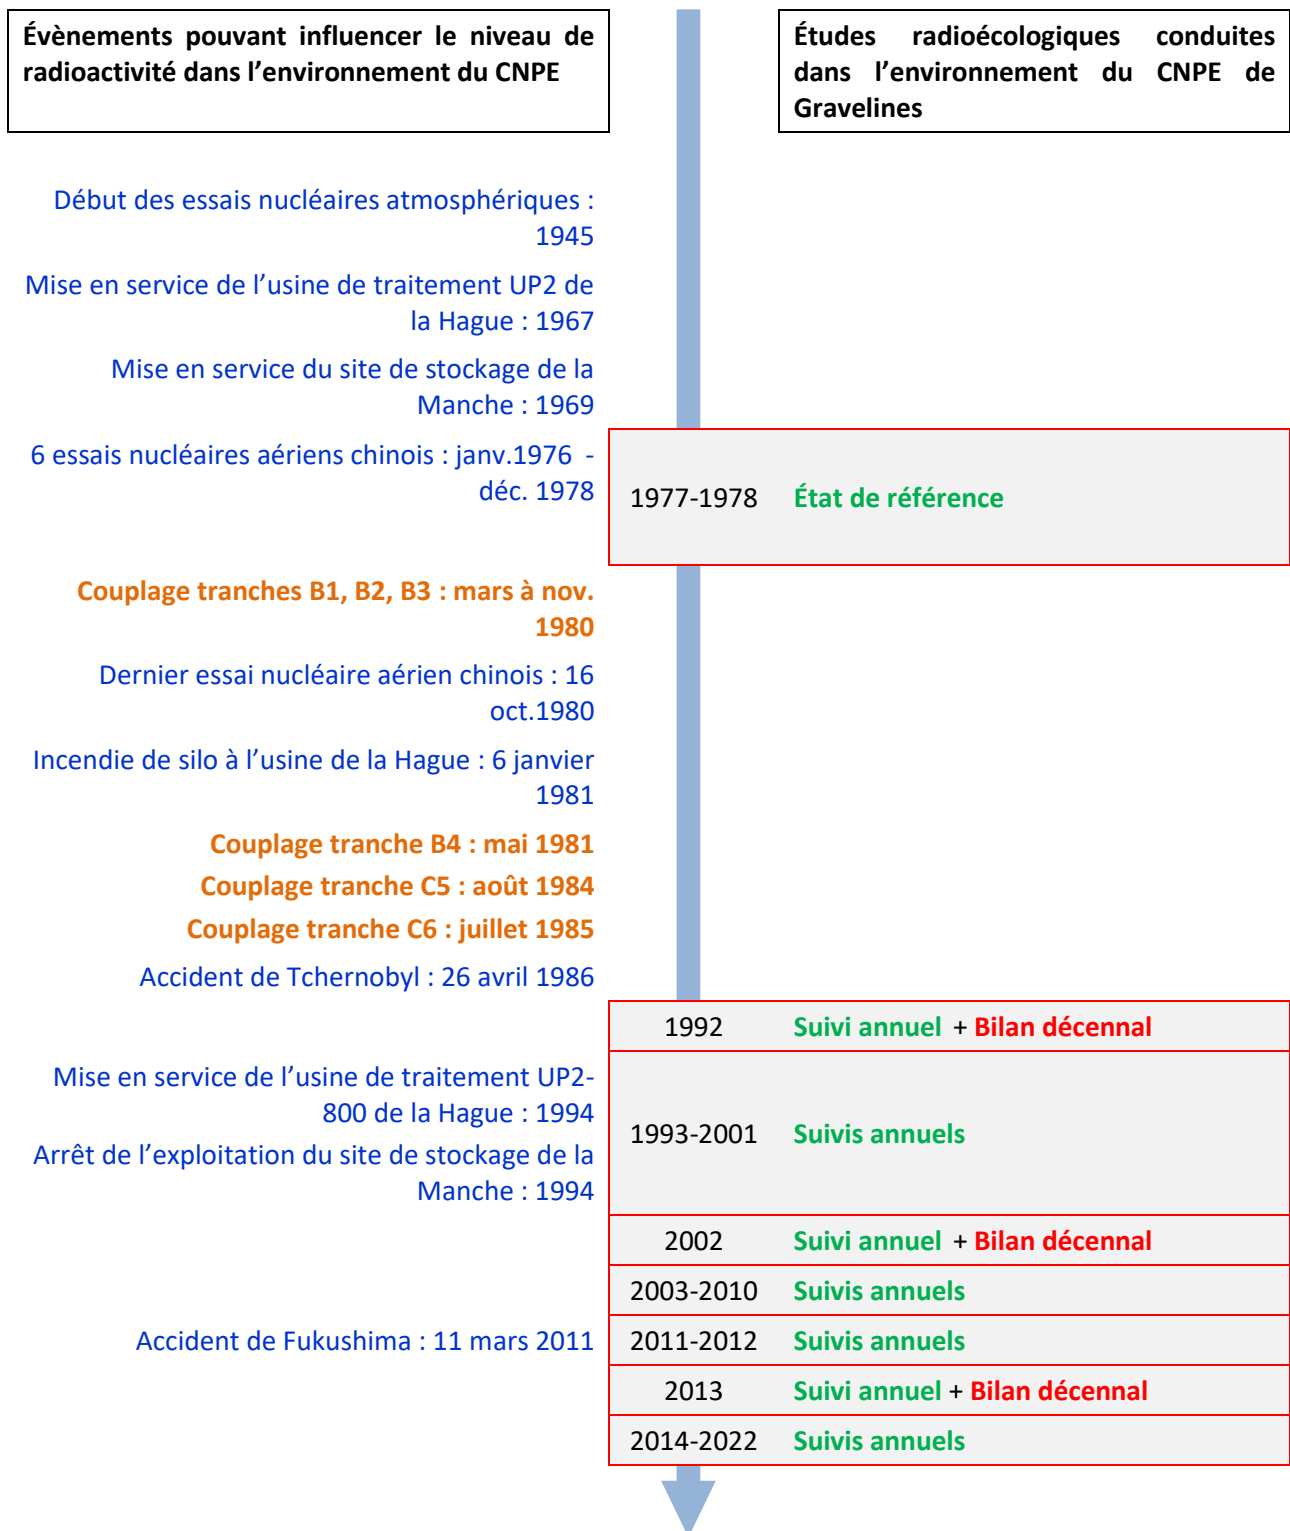 Évènements pouvant influencer le niveau de
radioactivité dans l’environnement du CNPE
Études radioécologiques conduites
dans l’environnement du CNPE de
Gravelines
Début des essais nucléaires atmosphériques :
1945
Mise en service de l’usine de traitement UP2 de
la Hague : 1967
Mise en service du site de stockage de la
Manche : 1969
6 essais nucléaires aériens chinois : janv.1976 -
déc. 1978
1977-1978 État de référence
Couplage tranches B1, B2, B3 : mars à nov.
1980
Dernier essai nucléaire aérien chinois : 16
oct.1980
Incendie de silo à l’usine de la Hague : 6 janvier
1981
Couplage tranche B4 : mai 1981
Couplage tranche C5 : août 1984
Couplage tranche C6 : juillet 1985
Accident de Tchernobyl : 26 avril 1986
1992 Suivi annuel + Bilan décennal
Mise en service de l’usine de traitement UP2-
800 de la Hague : 1994
Arrêt de l’exploitation du site de stockage de la
Manche : 1994
1993-2001 Suivis annuels
2002 Suivi annuel + Bilan décennal
2003-2010 Suivis annuels
Accident de Fukushima : 11 mars 2011
2011-2012 Suivis annuels
2013 Suivi annuel + Bilan décennal
2014-2022 Suivis annuels